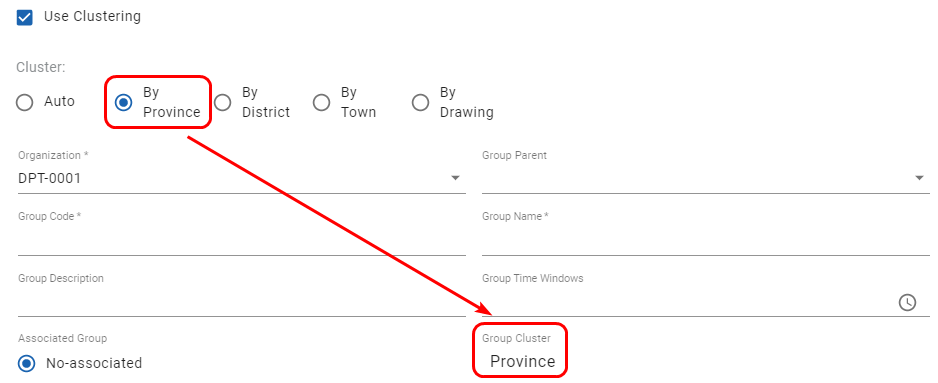 Use Clustering
Cluster:
Auto
By
Province
By
District
By
Town
By
Drawing
Organization *
Group Parent
DPT-0001
Group Code *
Group Name *
Group Description
Group Time Windows
Associated Group
Group Cluster
No-associated
Province